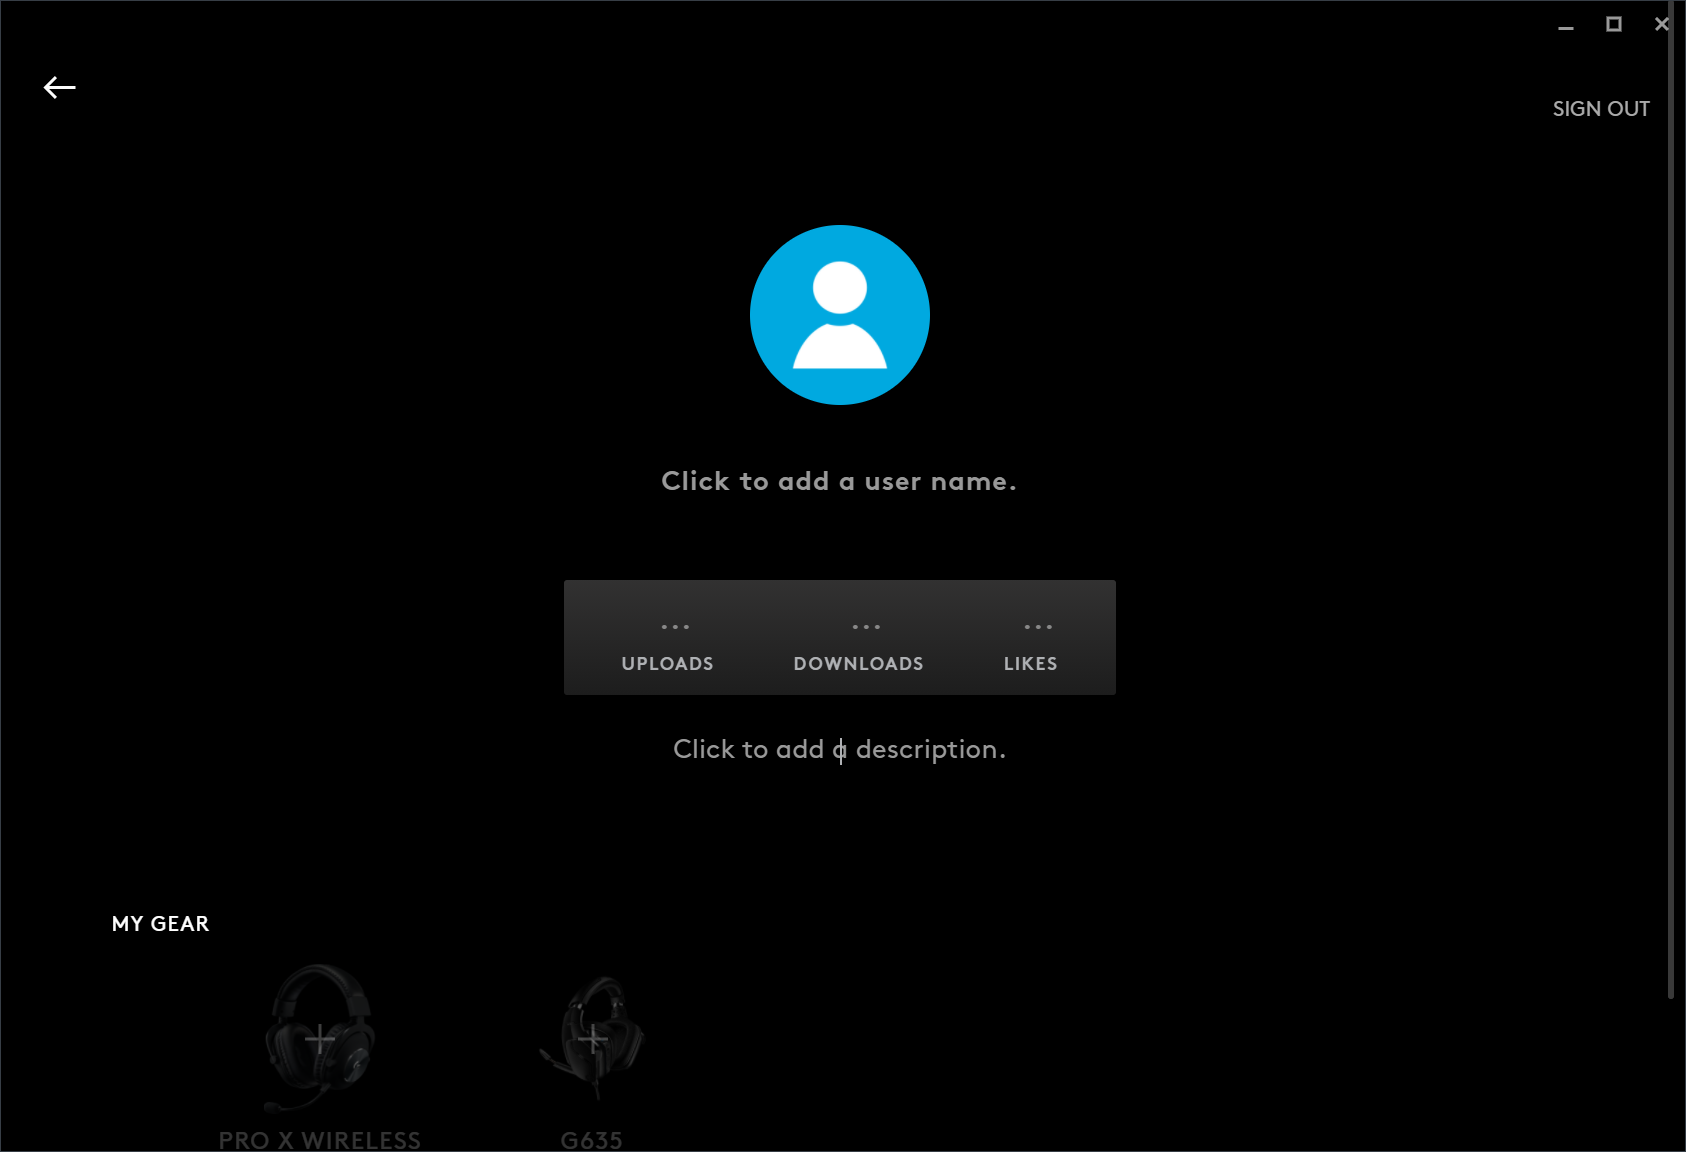 SIGN OUT
Click to add a user name.
... ... ...
UPLOADS DOWNLOADS LIKES
Click to add a description.
MY GEAR
PRO X WIRELESS G635